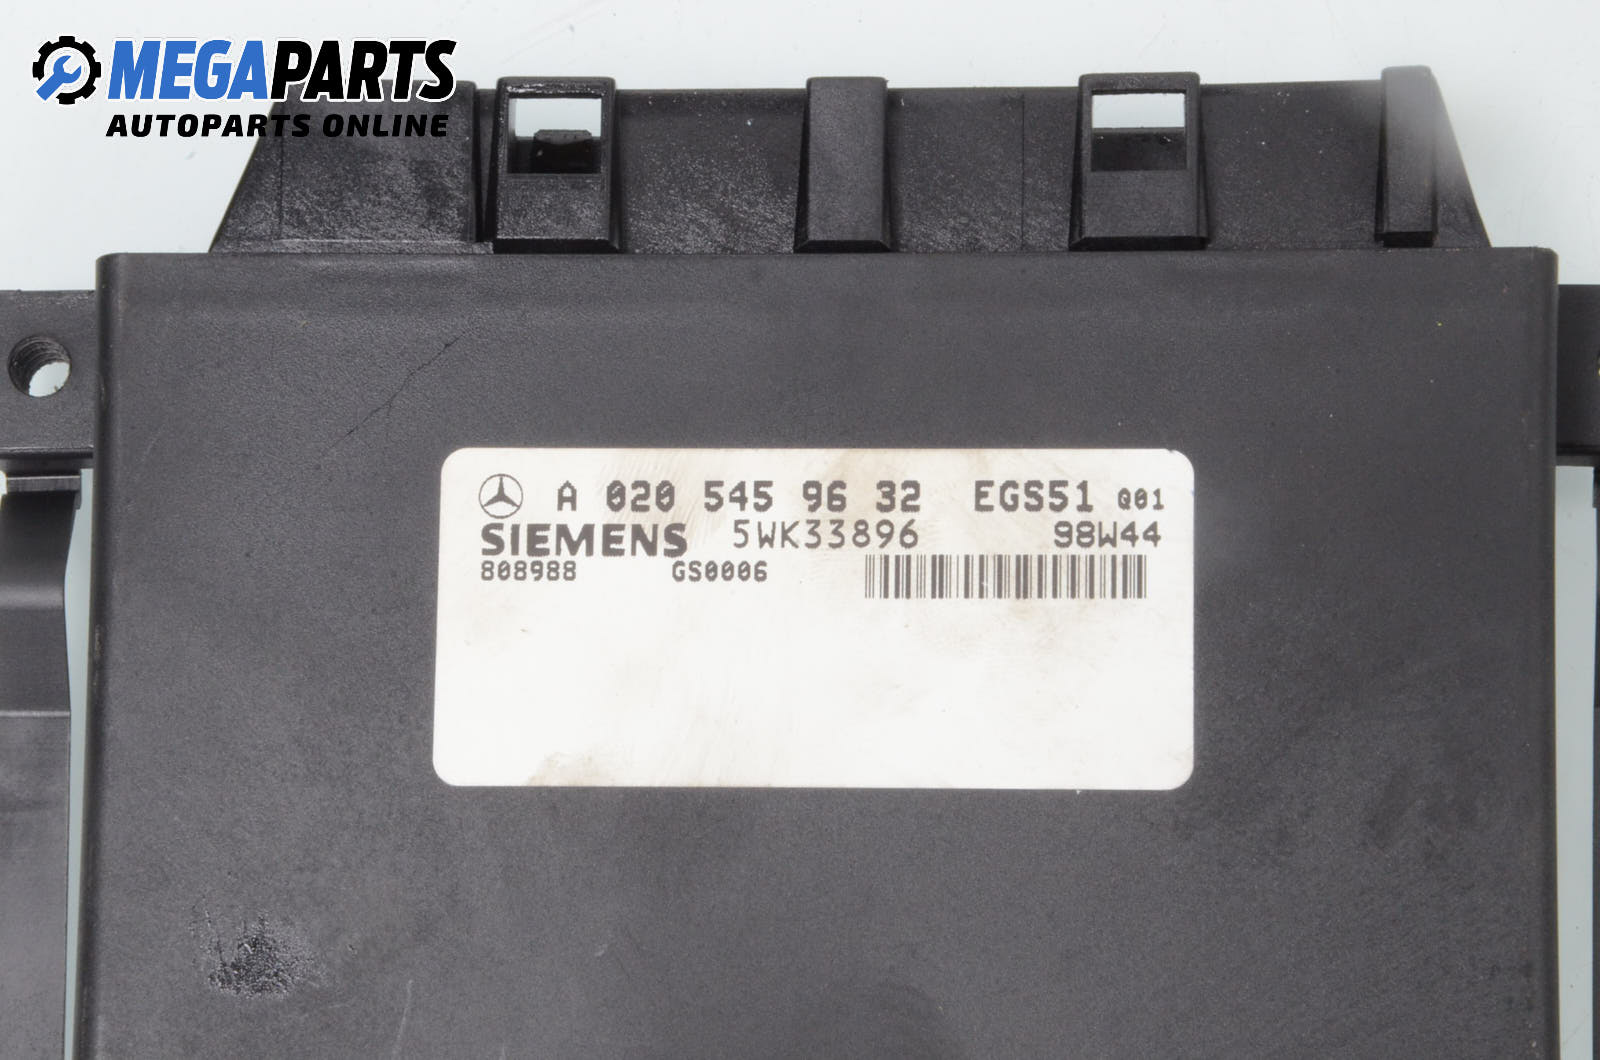 MEGAPARTS
AUTOPARTS ONLINE
A 020 545 96 32 EGS51 Q01
SIEMENS 5WK33896 98W44
808988 GS0006